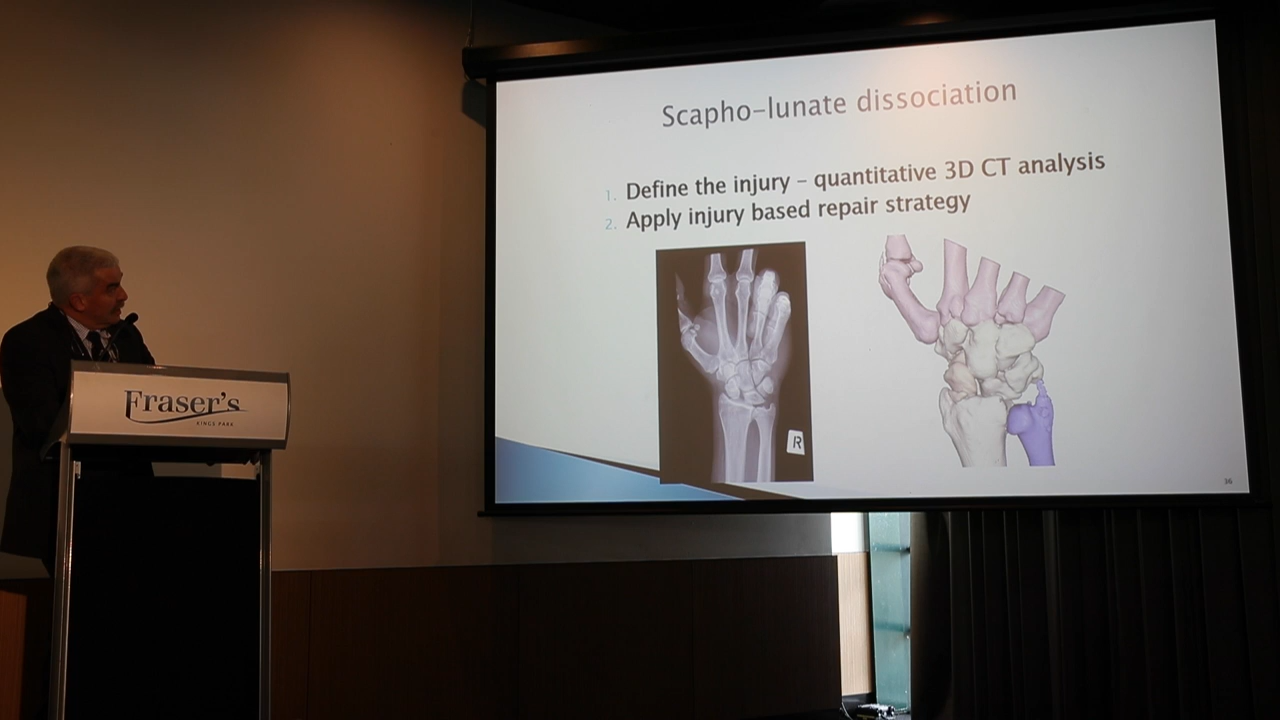 Scapho-lunate dissociation
1. Define the injury – quantitative 3D CT analysis
2. Apply injury based repair strategy
R
36
Fraser's
KINGS PARK